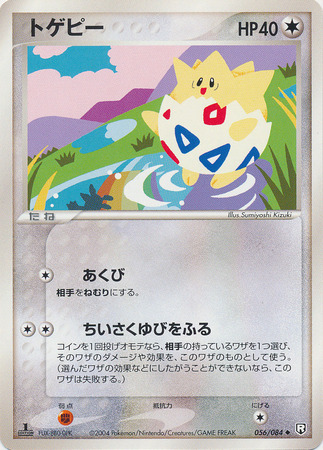 トゲピー HP40
たね
Illus.Sumiyoshi Kizuki
あくび
相手をねむりにする。
ちいさくゆびをふる
コインを1回投げオモテなら、相手の持っているワザを1つ選び、
そのワザのダメージや効果を、このワザのものとして使う。
(選んだワザの効果などをしたがうことができないなら、この
ワザは失敗する。)
弱点 抵抗力 にげる
1 EDITION
©2004 Pokémon/Nintendo/Creatures/GAME FREAK
056/084
R